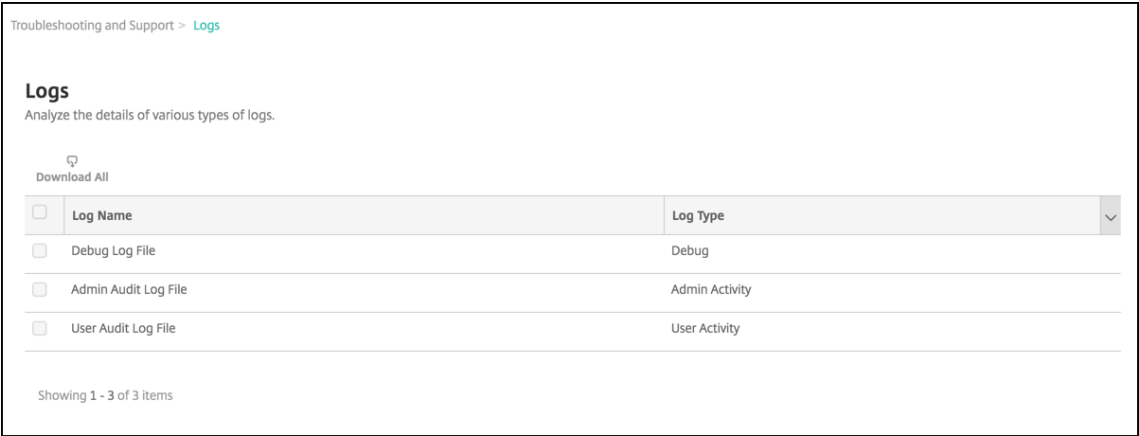 Troubleshooting and Support > Logs
Logs
Analyze the details of various types of logs.
Download All
Log Name Log Type
Debug Log File Debug
Admin Audit Log File Admin Activity
User Audit Log File User Activity
Showing 1 - 3 of 3 items